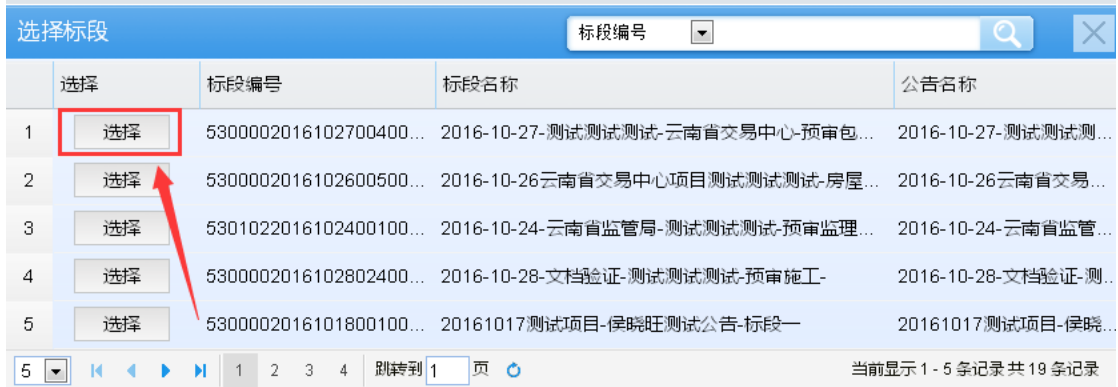 选择标段 标段编号
选择 标段编号 标段名称 公告名称
1 选择 5300002016102700400... 2016-10-27-测试测试测试-云南省交易中心-预审包... 2016-10-27-测试测试测...
2 选择 5300002016102600500... 2016-10-26云南省交易中心项目测试测试测试-房屋... 2016-10-26云南省交易...
3 选择 5301022016102400100... 2016-10-24-云南省监管局-测试测试测试-预审监理... 2016-10-24-云南省监管...
4 选择 5300002016102802400... 2016-10-28-文档验证-测试测试测试-预审施工- 2016-10-28-文档验证-测...
5 选择 5300002016101800100... 20161017测试项目-侯晓旺测试公告-标段一 20161017测试项目-侯晓...
5 1 2 3 4 跳转到 1 页 当前显示 1 - 5 条记录 共 19 条记录